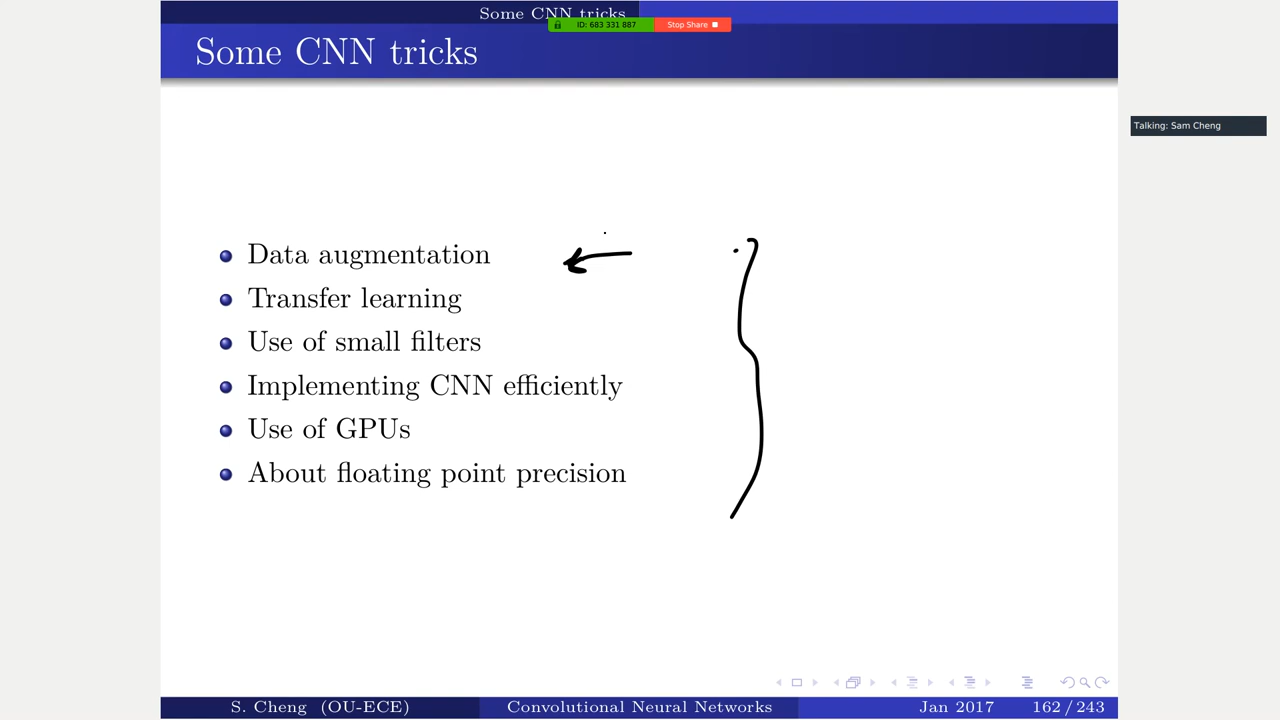 Some CNN tricks
ID: 683 331 887 Stop Share
Some CNN tricks
Talking: Sam Cheng
Data augmentation
Transfer learning
Use of small filters
Implementing CNN efficiently
Use of GPUs
About floating point precision
S. Cheng (OU-ECE) Convolutional Neural Networks Jan 2017 162 / 243